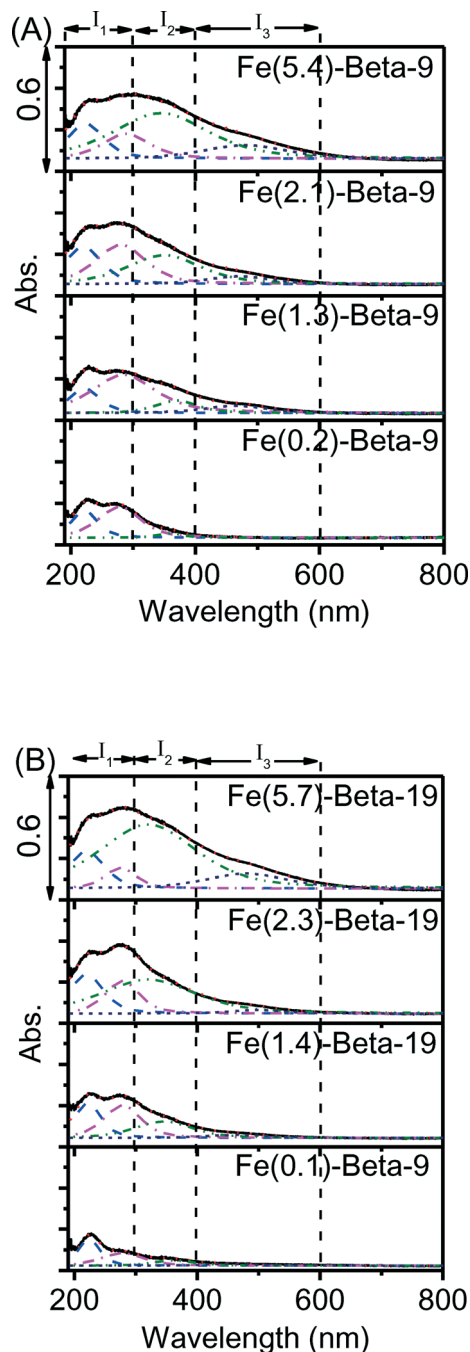 (A)
I1 I2 I3
Fe(5.4)-Beta-9
0.6
Fe(2.1)-Beta-9
Abs.
Fe(1.3)-Beta-9
Fe(0.2)-Beta-9
200 400 600 800
Wavelength (nm)
(B)
I1 I2 I3
Fe(5.7)-Beta-19
0.6
Fe(2.3)-Beta-19
Abs.
Fe(1.4)-Beta-19
Fe(0.1)-Beta-9
200 400 600 800
Wavelength (nm)